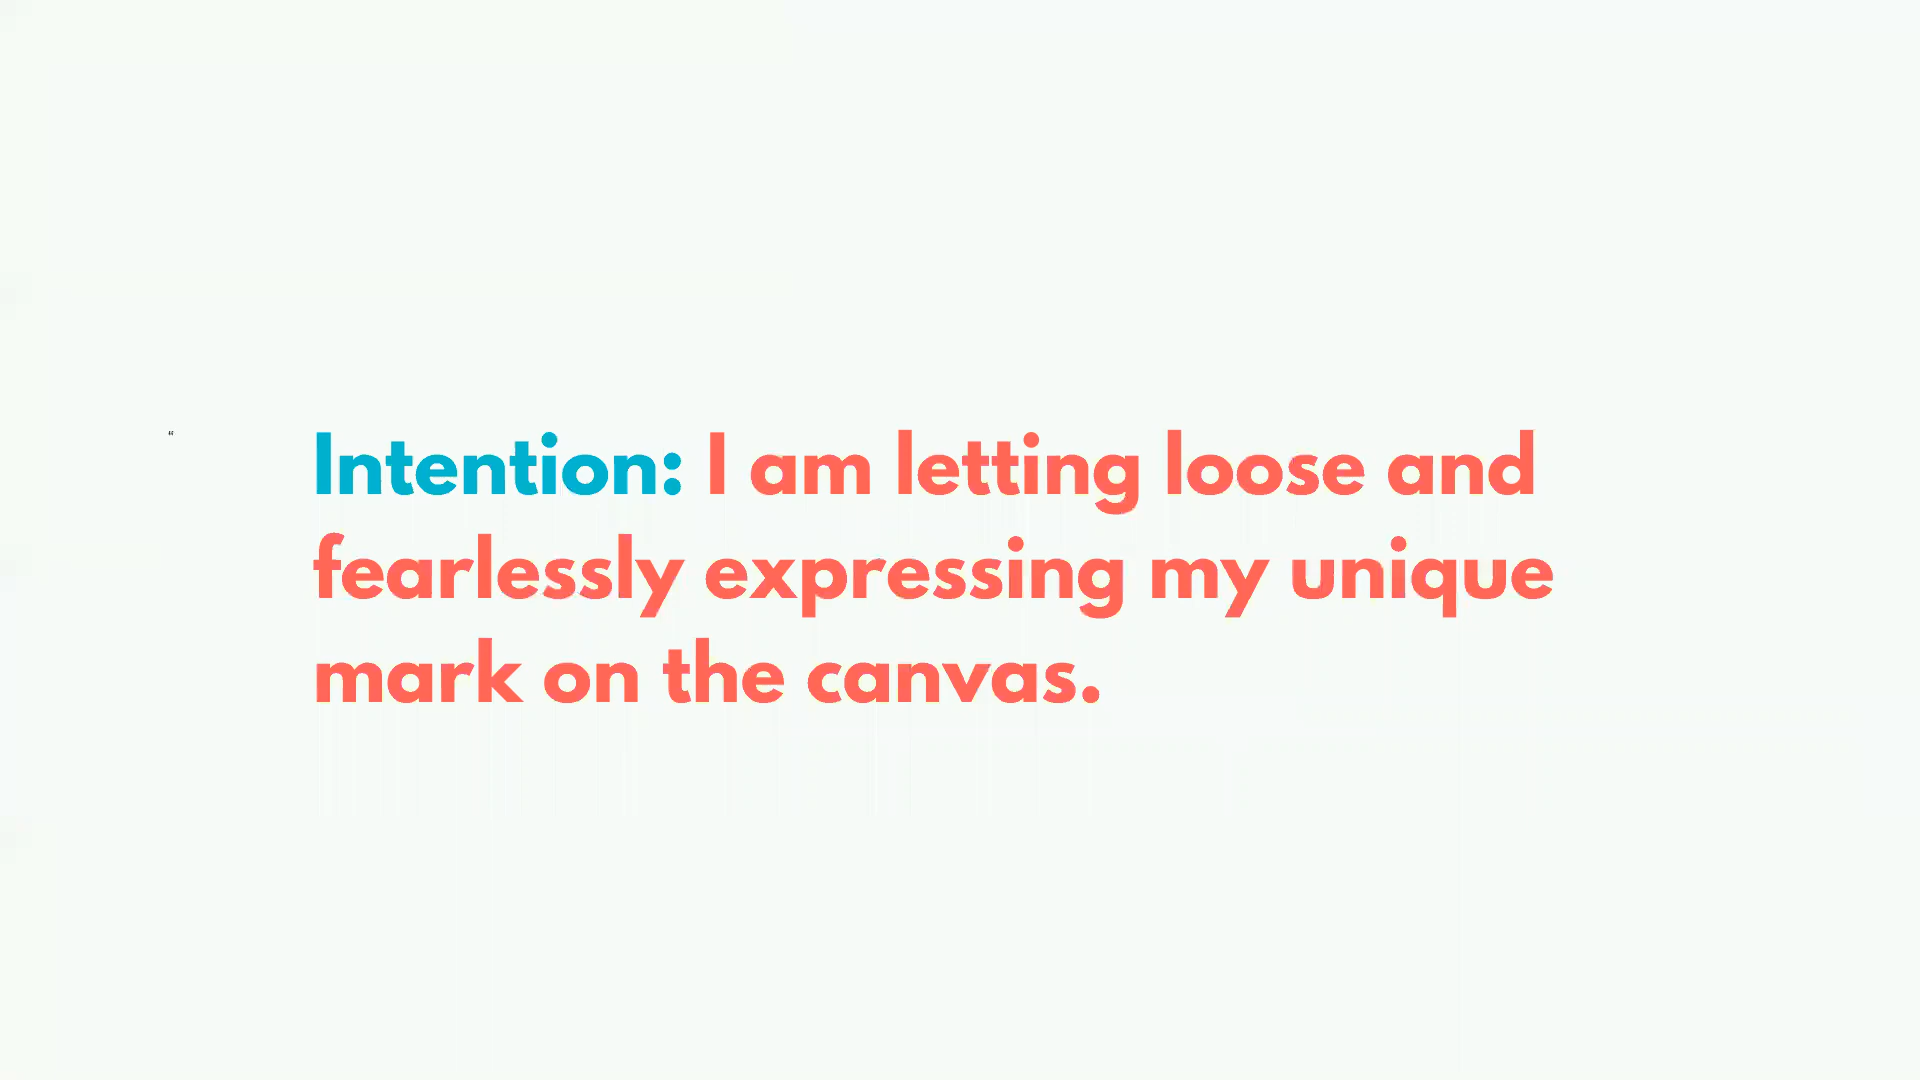 “
Intention: I am letting loose and
fearlessly expressing my unique
mark on the canvas.